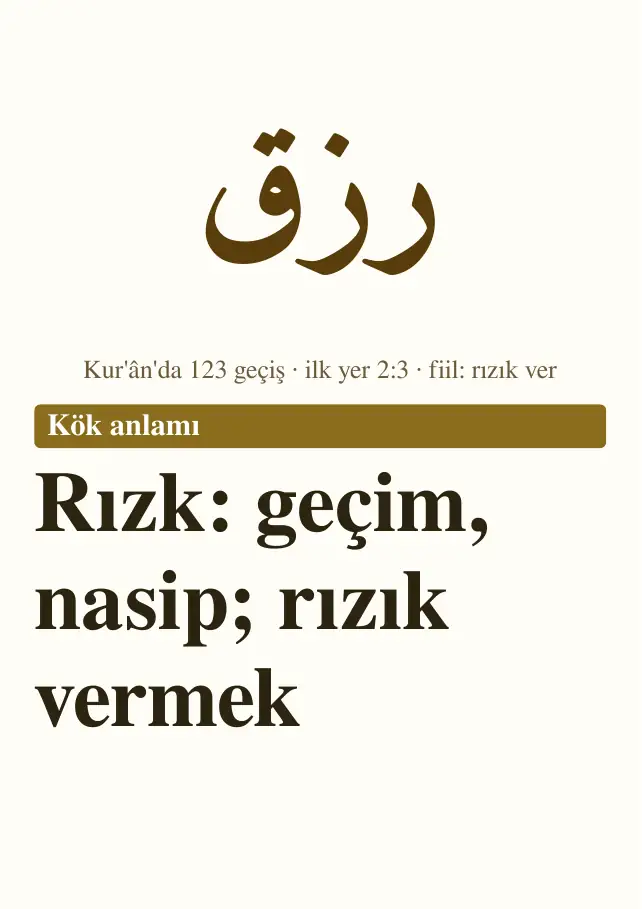 رزق
Kur'ân'da 123 geçiş · ilk yer 2:3 · fiil: rızık ver
Kök anlamı
Rızk: geçim,
nasip; rızık
vermek